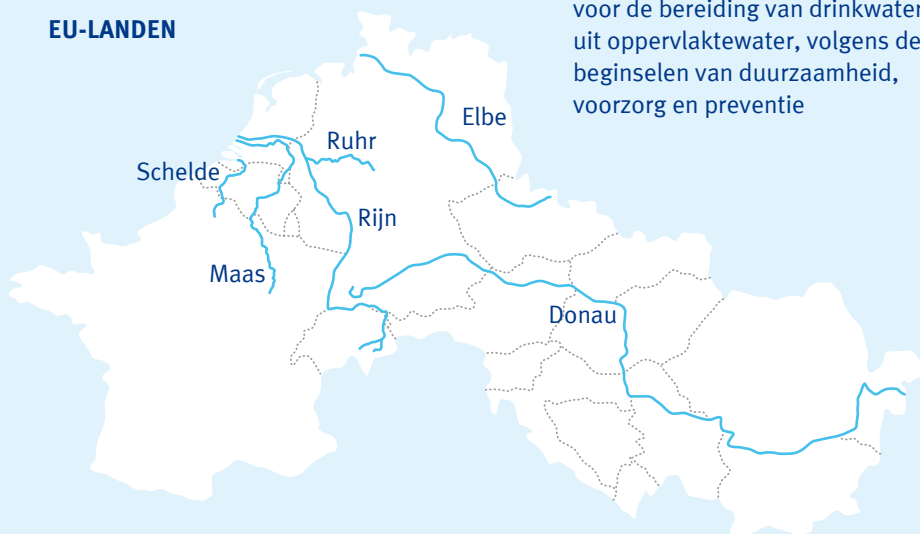 EU-LANDEN
voor de bereiding van drinkwater
uit oppervlaktewater, volgens de
beginselen van duurzaamheid,
voorzorg en preventie
Elbe
Ruhr
Schelde
Rijn
Maas
Donau